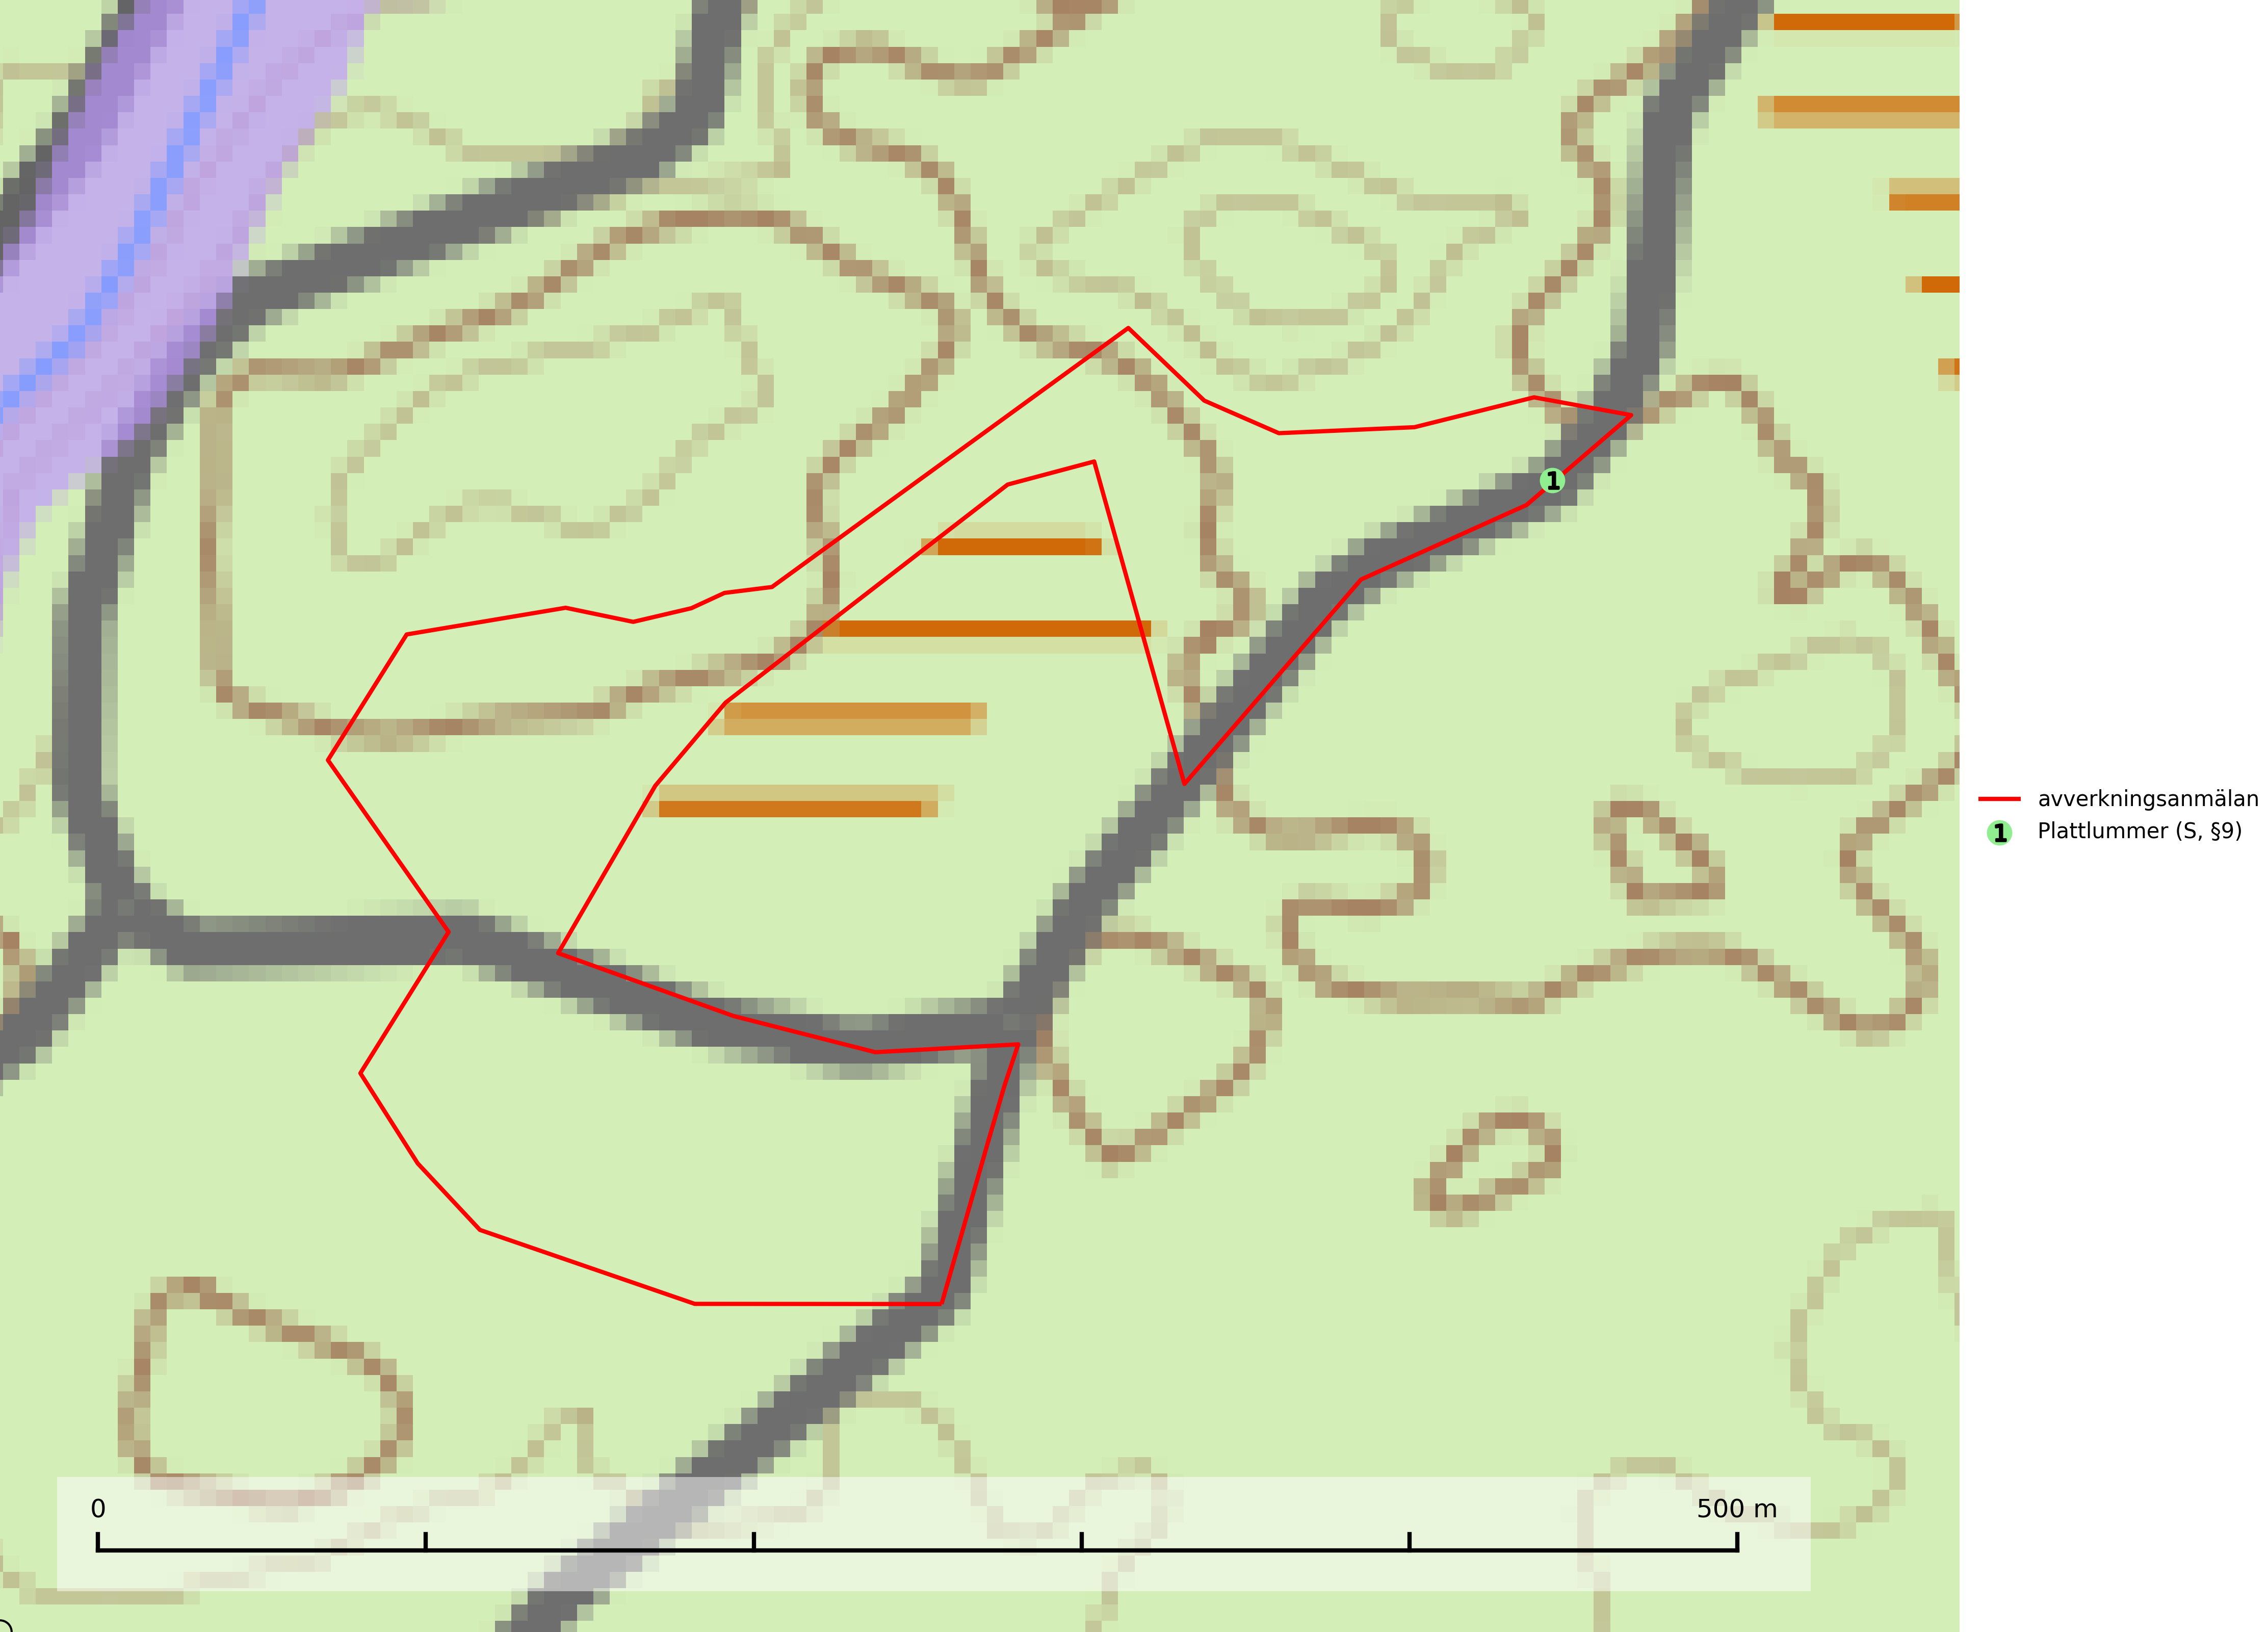 1
avverkningsanmälan
1 Plattlummer (S, §9)
0 500 m